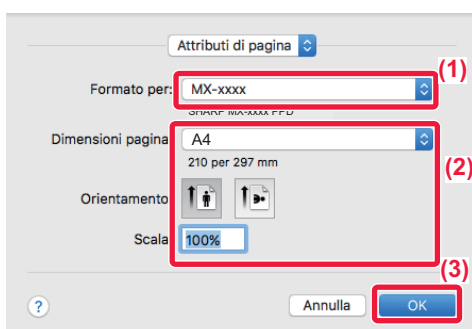 Attributi di pagina
(1)
Formato per: MX-xxxx
SHARP MX-xxxx PPD
Dimensioni pagina A4
210 per 297 mm
(2)
Orientamento
Scala 100%
(3)
? Annulla OK